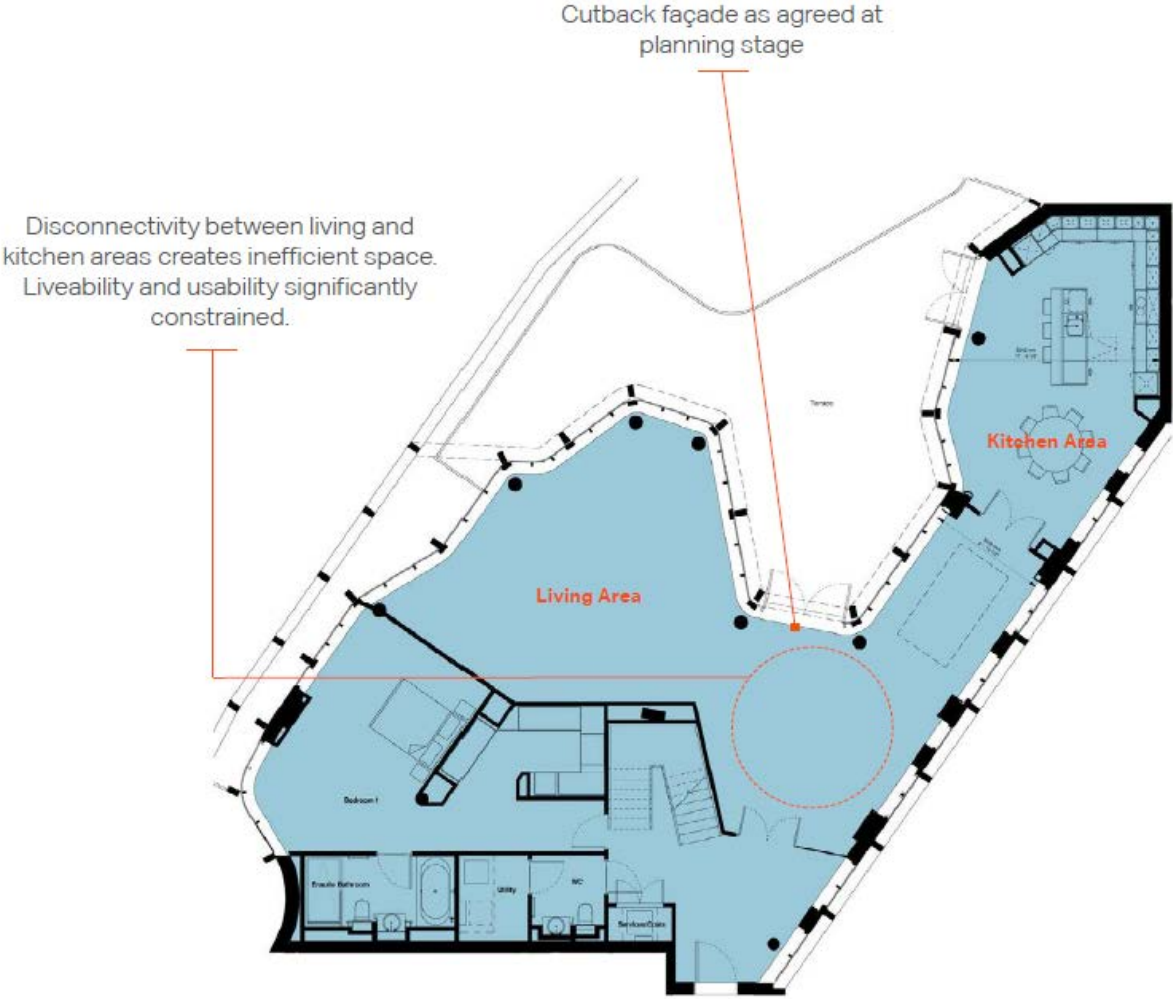 Cutback façade as agreed at
planning stage
Disconnectivity between living and
kitchen areas creates inefficient space.
Liveability and usability significantly
constrained.
Terrace
Kitchen Area
Living Area
Bedroom 1
Ensuite Bathroom
Utility
WC